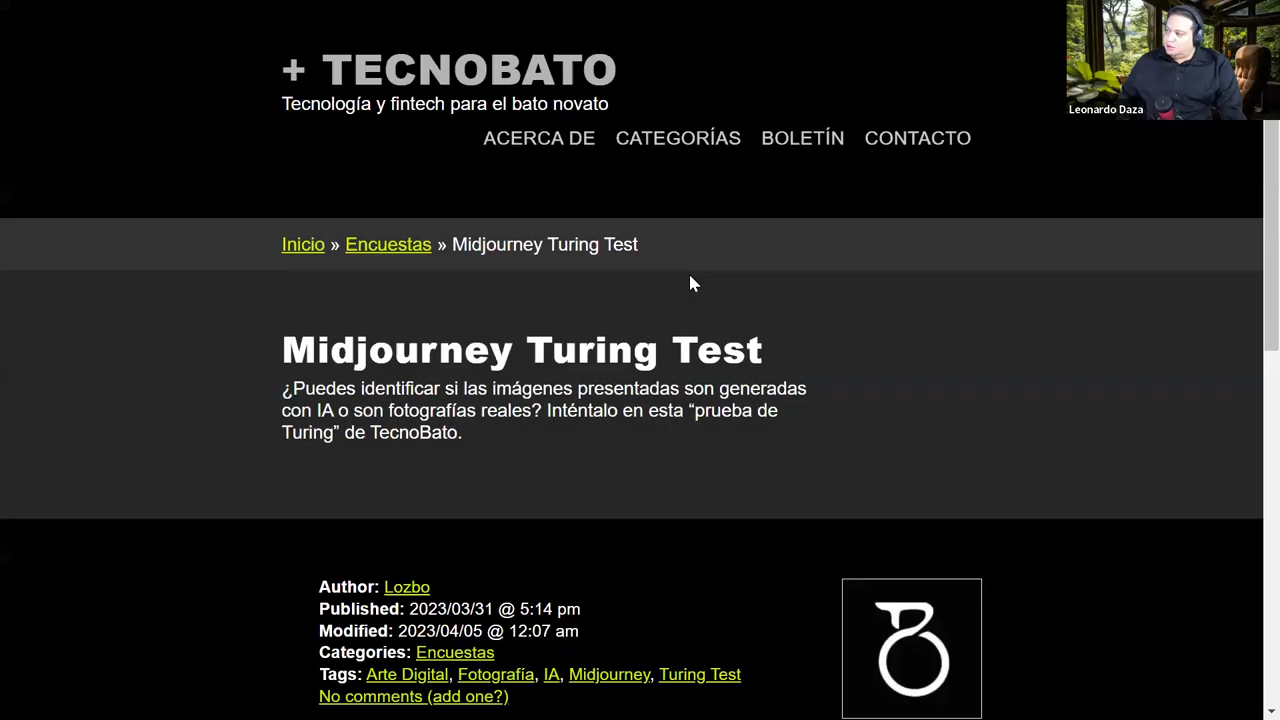 + TECNOBATO
Tecnología y fintech para el bato novato
ACERCA DE CATEGORÍAS BOLETÍN CONTACTO
Leonardo Daza
Inicio » Encuestas » Midjourney Turing Test
Midjourney Turing Test
¿Puedes identificar si las imágenes presentadas son generadas
con IA o son fotografías reales? Inténtalo en esta “prueba de
Turing” de TecnoBato.
Author: Lozbo
Published: 2023/03/31 @ 5:14 pm
Modified: 2023/04/05 @ 12:07 am
Categories: Encuestas
Tags: Arte Digital, Fotografía, IA, Midjourney, Turing Test
No comments (add one?)